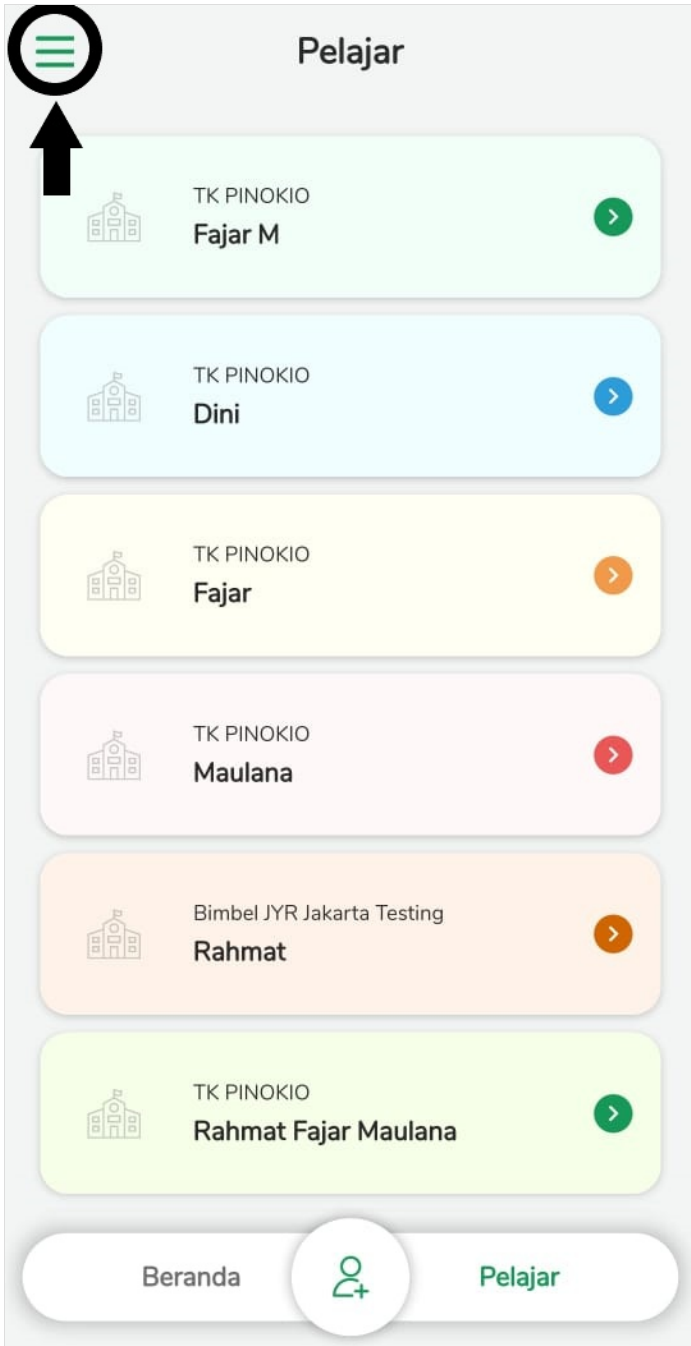 Pelajar
TK PINOKIO
Fajar M
TK PINOKIO
Dini
TK PINOKIO
Fajar
TK PINOKIO
Maulana
Bimbel JYR Jakarta Testing
Rahmat
TK PINOKIO
Rahmat Fajar Maulana
Beranda
Pelajar